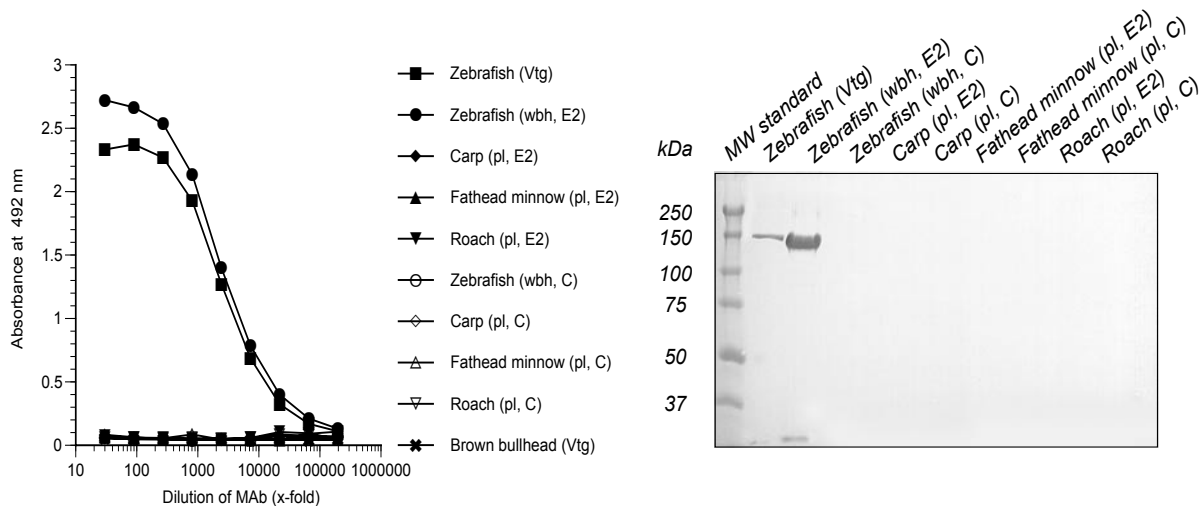 Absorbance at 492 nm
3
2.5
2
1.5
1
0.5
0
10 100 1000 10000 100000 1000000
Dilution of MAb (x-fold)
Zebrafish (Vtg)
Zebrafish (wbh, E2)
Carp (pl, E2)
Fathead minnow (pl, E2)
Roach (pl, E2)
Zebrafish (wbh, C)
Carp (pl, C)
Fathead minnow (pl, C)
Roach (pl, C)
Brown bullhead (Vtg)
kDa
MW standard
Zebrafish (Vtg)
Zebrafish (wbh, E2)
Zebrafish (wbh, C)
Carp (pl, E2)
Carp (pl, C)
Fathead minnow (pl, E2)
Fathead minnow (pl, C)
Roach (pl, E2)
Roach (pl, C)
250
150
100
75
50
37